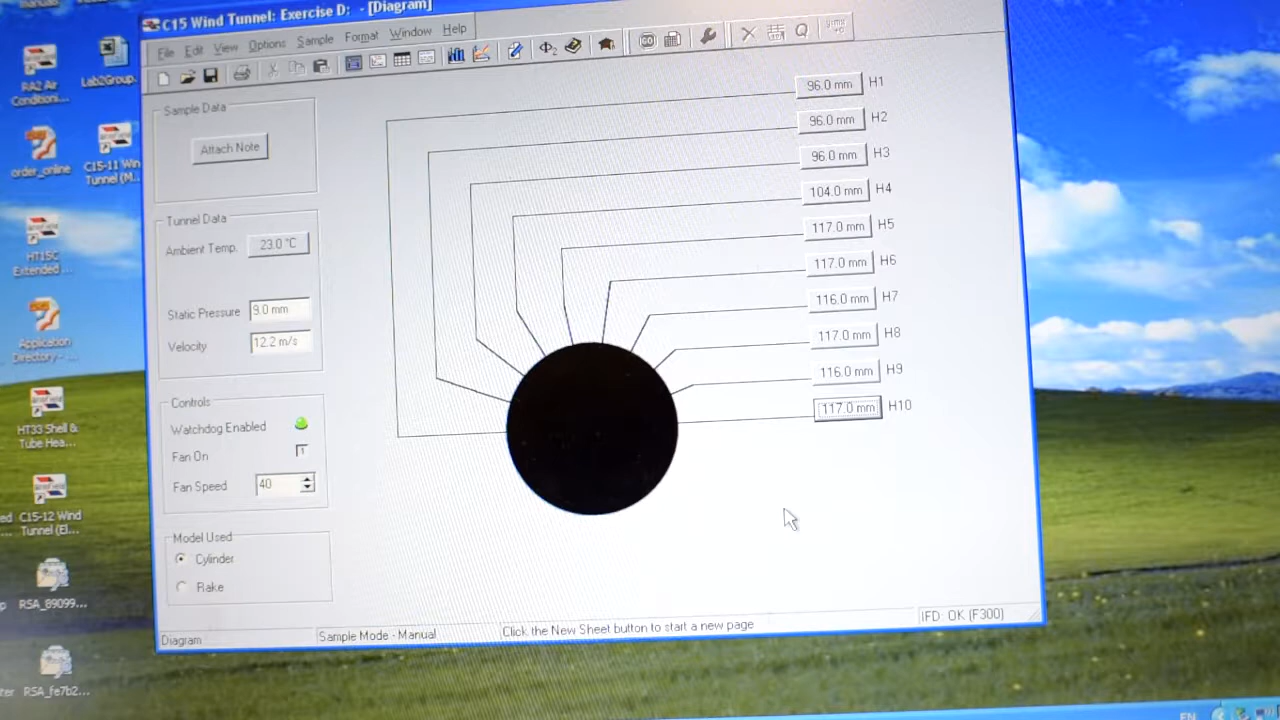 C15 Wind Tunnel: Exercise D: - [Diagram]
File Edit View Options Sample Format Window Help
Sample Data
Attach Note
Tunnel Data
Ambient Temp. 23.0 °C
Static Pressure 9.0 mm
Velocity 12.2 m/s
Controls
Watchdog Enabled
Fan On 1
Fan Speed 40
Model Used
Cylinder
Rake
96.0 mm H1
96.0 mm H2
96.0 mm H3
104.0 mm H4
117.0 mm H5
117.0 mm H6
116.0 mm H7
117.0 mm H8
116.0 mm H9
117.0 mm H10
Diagram Sample Mode - Manual Click the New Sheet button to start a new page IFD: OK (F300)
RA2 Air
Conditioni...
Lab2Group.
order_online
C15-11 Win
Tunnel (M...
HT15C
Extended ...
Application
Directory - ...
HT33 Shell &
Tube Hea...
C15-12 Wind
Tunnel (El...
RSA_89099...
RSA_fe7b2...
EN